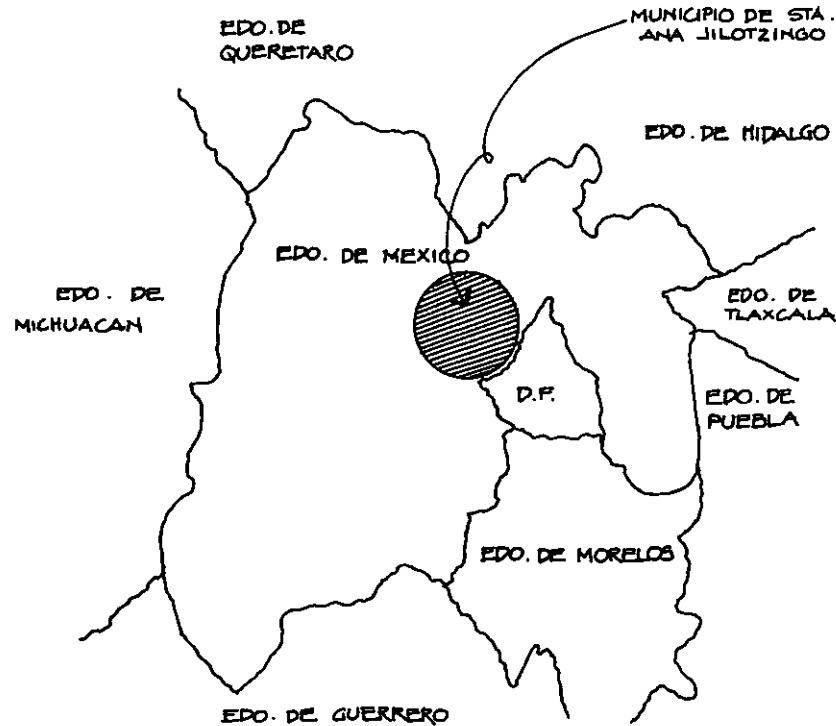 EDO. DE
QUERETARO
MUNICIPIO DE STA.
ANA JILOTZINGO
EDO. DE HIDALGO
EDO. DE MEXICO
EDO. DE
MICHUACAN
EDO. DE
TLAXCALA
D.F.
EDO. DE
PUEBLA
EDO. DE MORELOS
EDO. DE GUERRERO